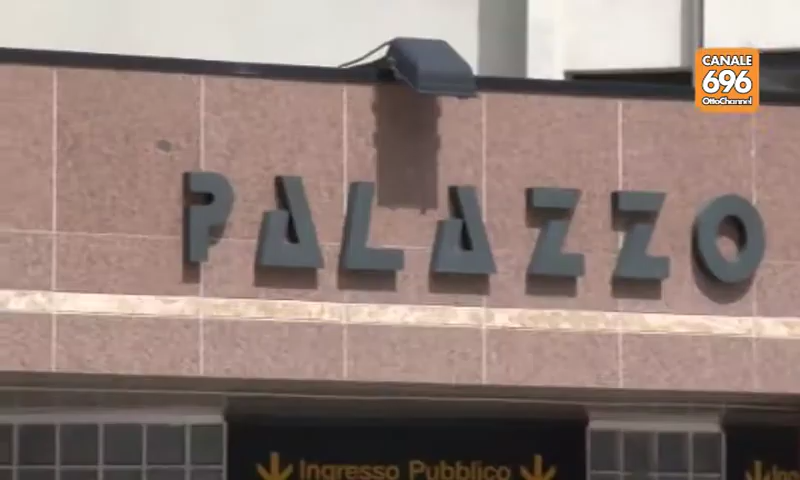 CANALE
696
OttoChannel
PALAZZO
Ingresso Pubblico